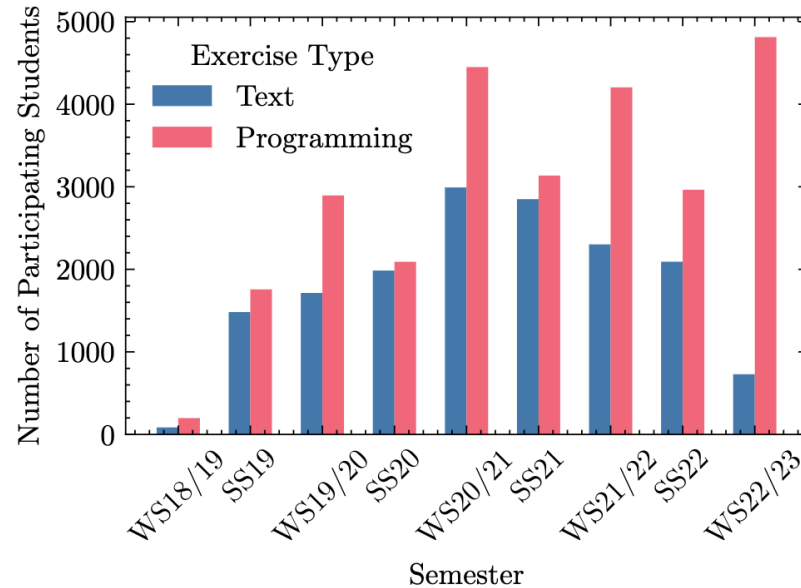 Number of Participating Students
5000
4000
3000
2000
1000
0
Exercise Type
Text
Programming
WS18/19
SS19
WS19/20
SS20
WS20/21
SS21
WS21/22
SS22
WS22/23
Semester